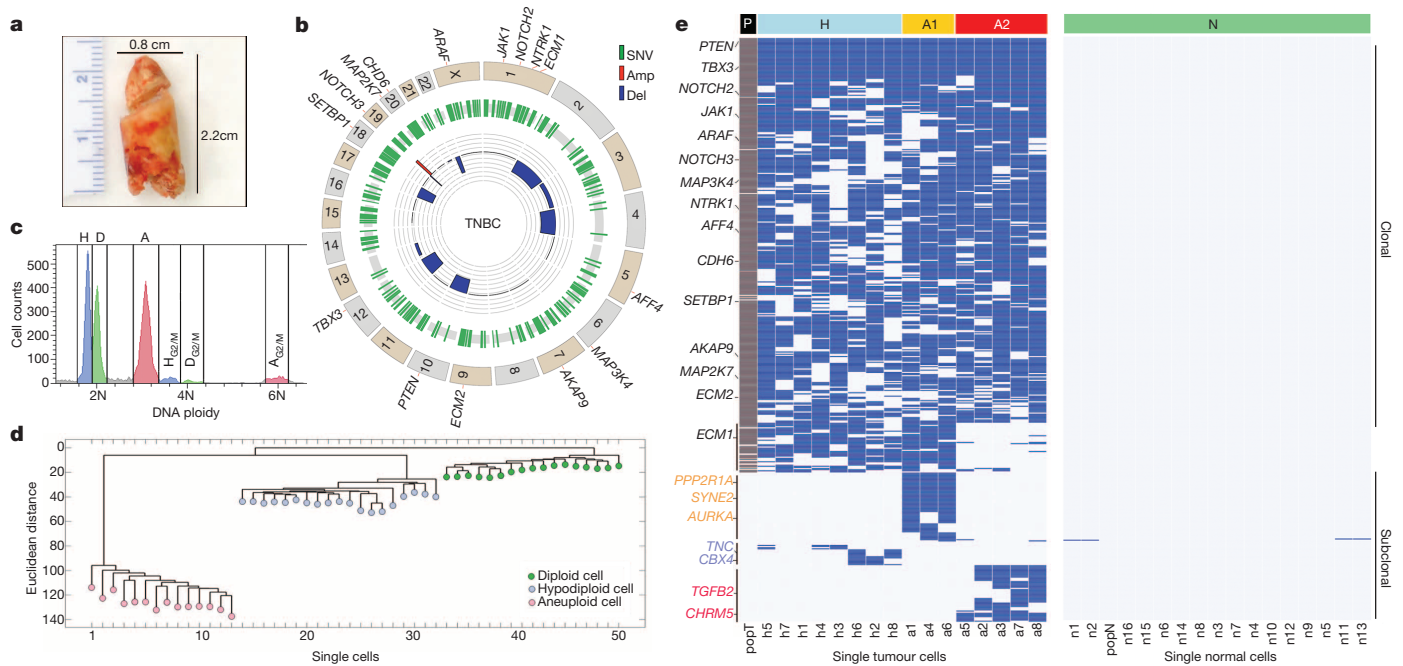 a
0.8 cm
2.2cm
2
1
0
b
ARAF
JAK1
NOTCH2
NTRK1
ECM1
CHD6
MAP2K7
NOTCH3
SETBP1
TBX3
PTEN
ECM2
AKAP9
MAP3K4
AFF4
SNV
Amp
Del
X
1
2
3
4
5
6
7
8
9
10
11
12
13
14
15
16
17
18
19
20
21
22
TNBC
c
H D A
H G2/M
D G2/M
A G2/M
Cell counts
500
400
300
200
100
0
2N 4N 6N
DNA ploidy
d
Euclidean distance
0
20
40
60
80
100
120
140
Diploid cell
Hypodiploid cell
Aneuploid cell
1 10 20 30 40 50
Single cells
e
P H A1 A2 N
PTEN
TBX3
NOTCH2
JAK1
ARAF
NOTCH3
MAP3K4
NTRK1
AFF4
CDH6
SETBP1
AKAP9
MAP2K7
ECM2
ECM1
PPP2R1A
SYNE2
AURKA
TNC
CBX4
TGFB2
CHRM5
Clonal
Subclonal
popT h5 h7 h1 h4 h3 h6 h2 h8 a1 a4 a6 a5 a2 a3 a7 a8
n1 n2 popN n16 n15 n6 n14 n8 n3 n7 n4 n10 n12 n9 n5 n11 n13
Single tumour cells
Single normal cells